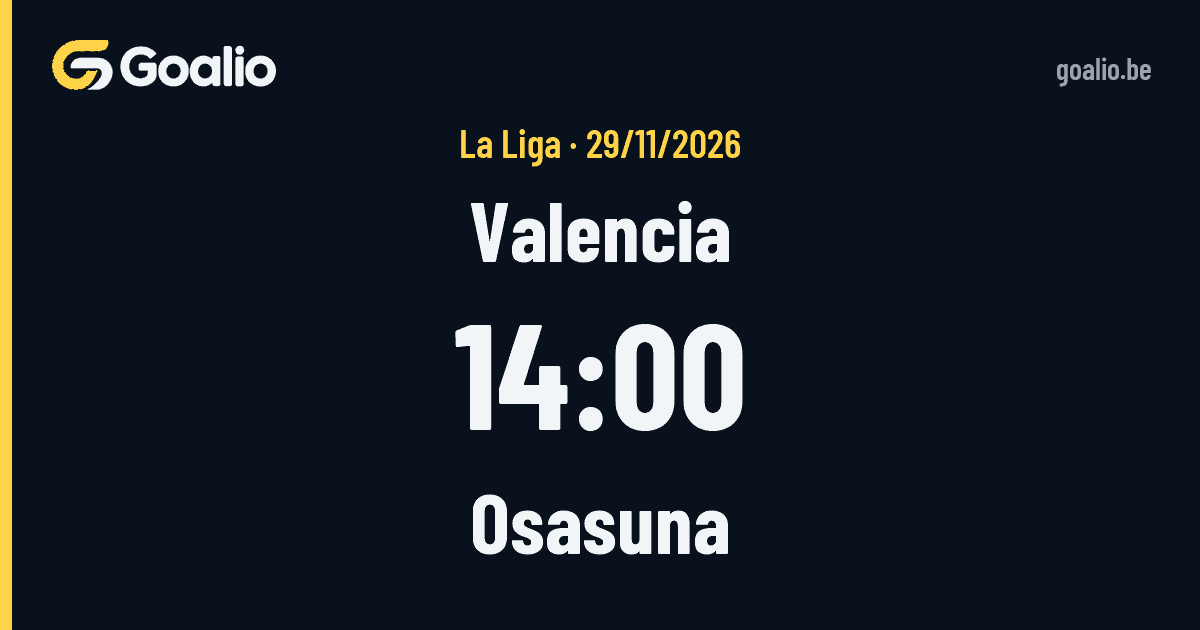 Goalio
goalio.be
La Liga · 29/11/2026
Valencia
14:00
Osasuna